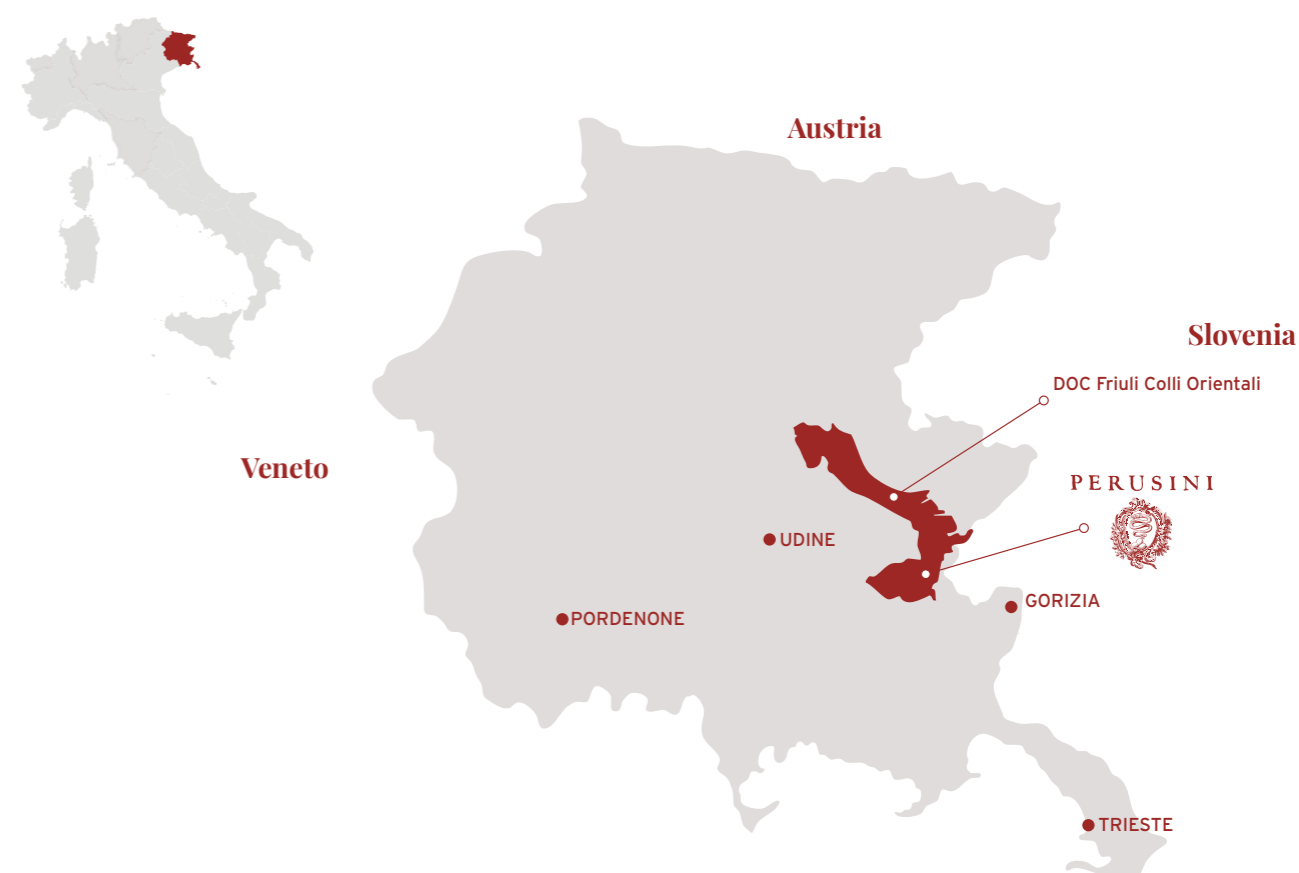 Austria
Slovenia
DOC Friuli Colli Orientali
Veneto
PERUSINI
UDINE
GORIZIA
PORDENONE
TRIESTE